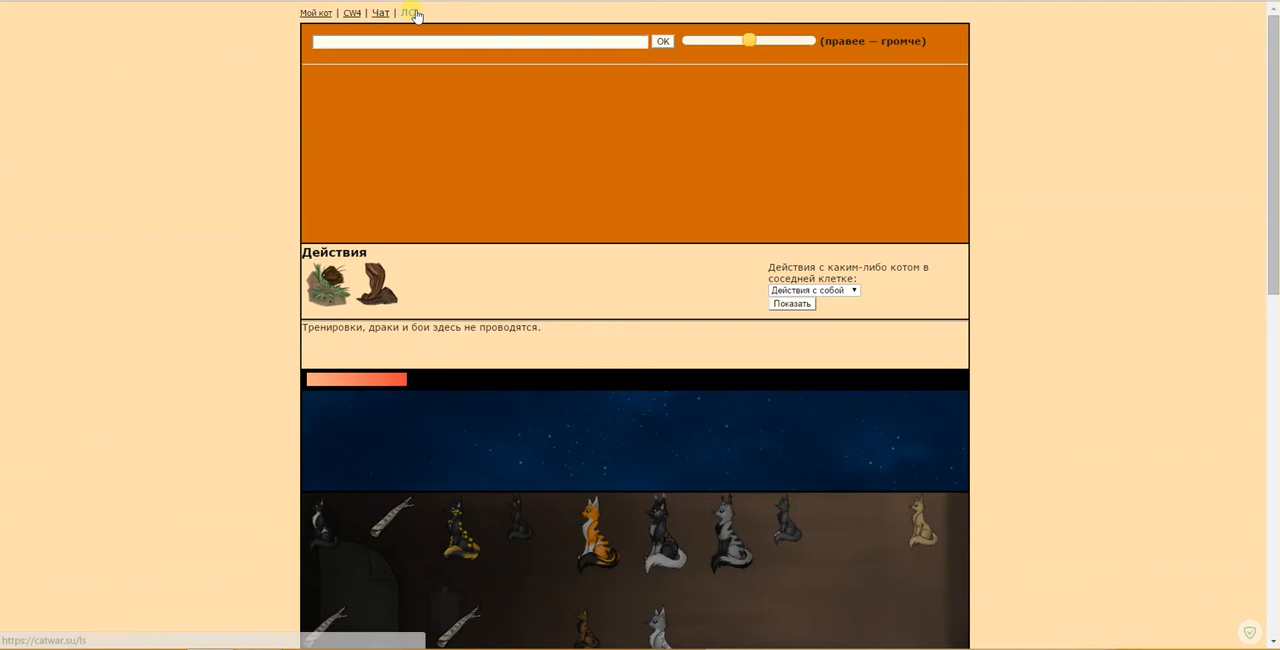 Мой кот | CW4 | Чат | ЛС
OK (правее — громче)
Действия
Действия с каким-либо котом в
соседней клетке:
Действия с собой
Показать
Тренировки, драки и бои здесь не проводятся.
https://catwar.su/ls